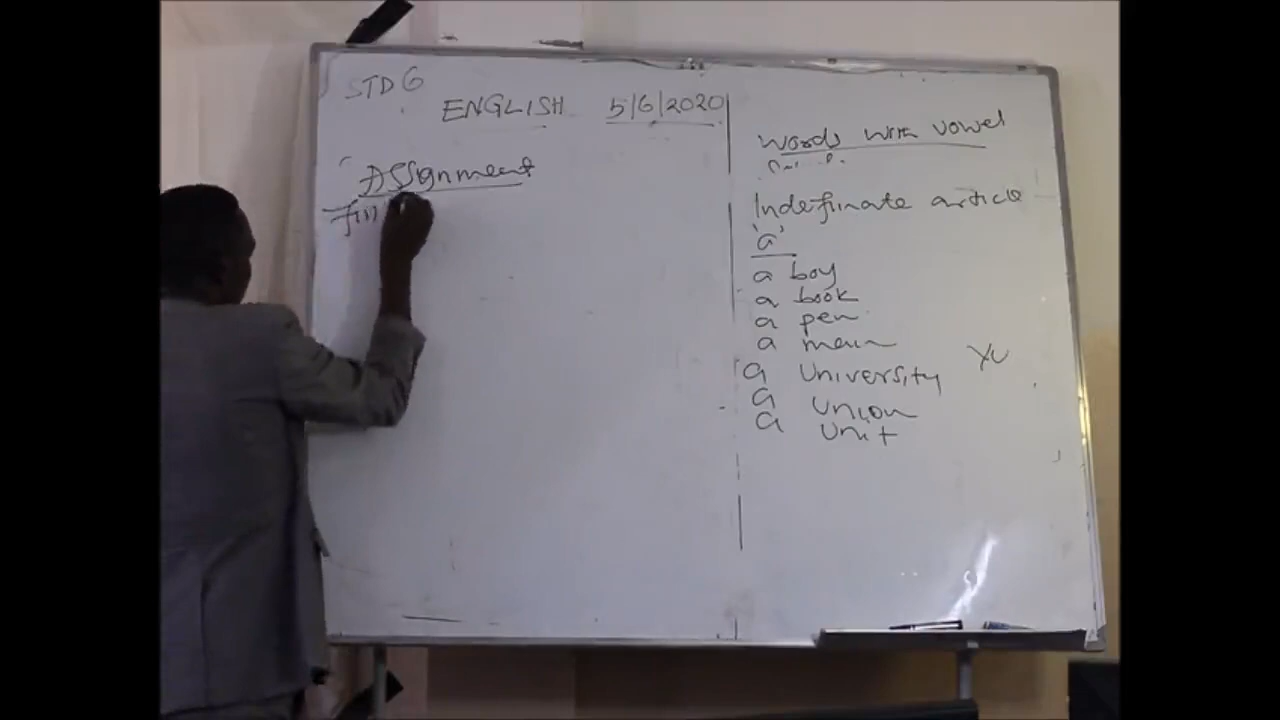 STD 6
ENGLISH 5/6/2020
Assignment
Words with vowel
Indefinate article
'a'
a boy
a book
a pen
a
a University
yu
a Union
a Unit